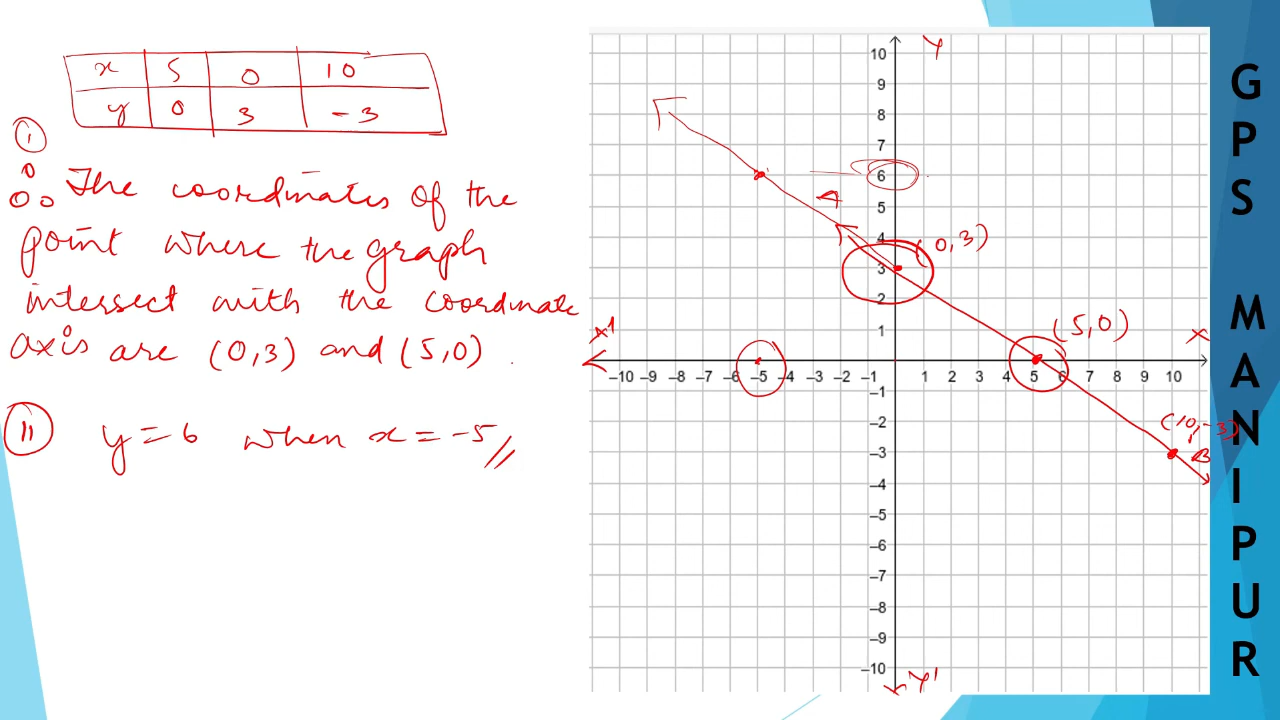 x 5 0 10
y 0 3 -3
(i)
∴ The coordinates of the
point where the graph
intersect with the coordinate
axis are (0,3) and (5,0).
(ii) y = 6 when x = -5 //
Y
10
9
8
7
6
5
A
4
(0,3)
3
2
1
(5,0)
X' X
–10 –9 –8 –7 –6 –5 –4 –3 –2 –1 1 2 3 4 5 6 7 8 9 10
–1
–2
(10,-3)
–3
B
–4
–5
–6
–7
–8
–9
–10
Y'
GPS MANIPUR